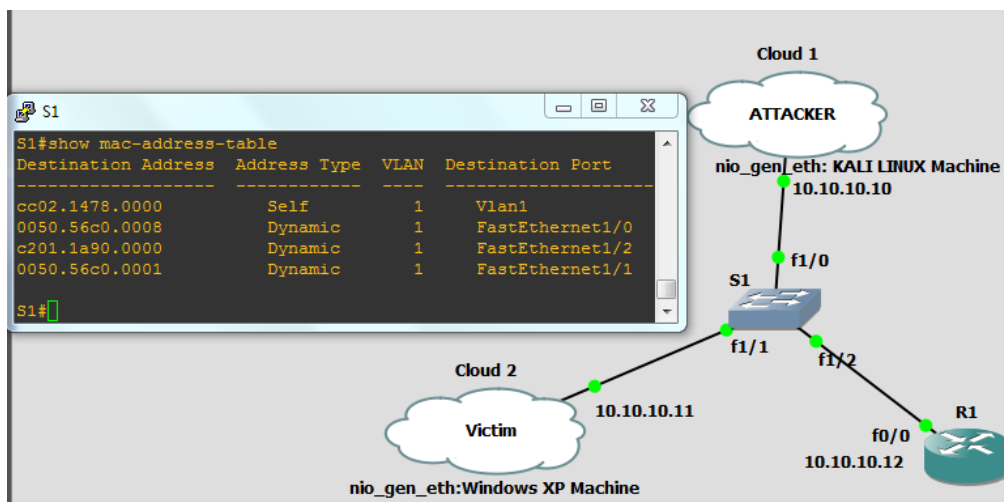 Cloud 1
ATTACKER
nio_gen_eth: KALI LINUX Machine
10.10.10.10
S1
S1#show mac-address-table
Destination Address  Address Type  VLAN  Destination Port
-------------------  ------------  ----  --------------------
cc02.1478.0000  Self  1  Vlan1
0050.56c0.0008  Dynamic  1  FastEthernet1/0
c201.1a90.0000  Dynamic  1  FastEthernet1/2
0050.56c0.0001  Dynamic  1  FastEthernet1/1
S1#
f1/0
S1
f1/1
f1/2
Cloud 2
Victim
10.10.10.11
nio_gen_eth:Windows XP Machine
R1
f0/0
10.10.10.12